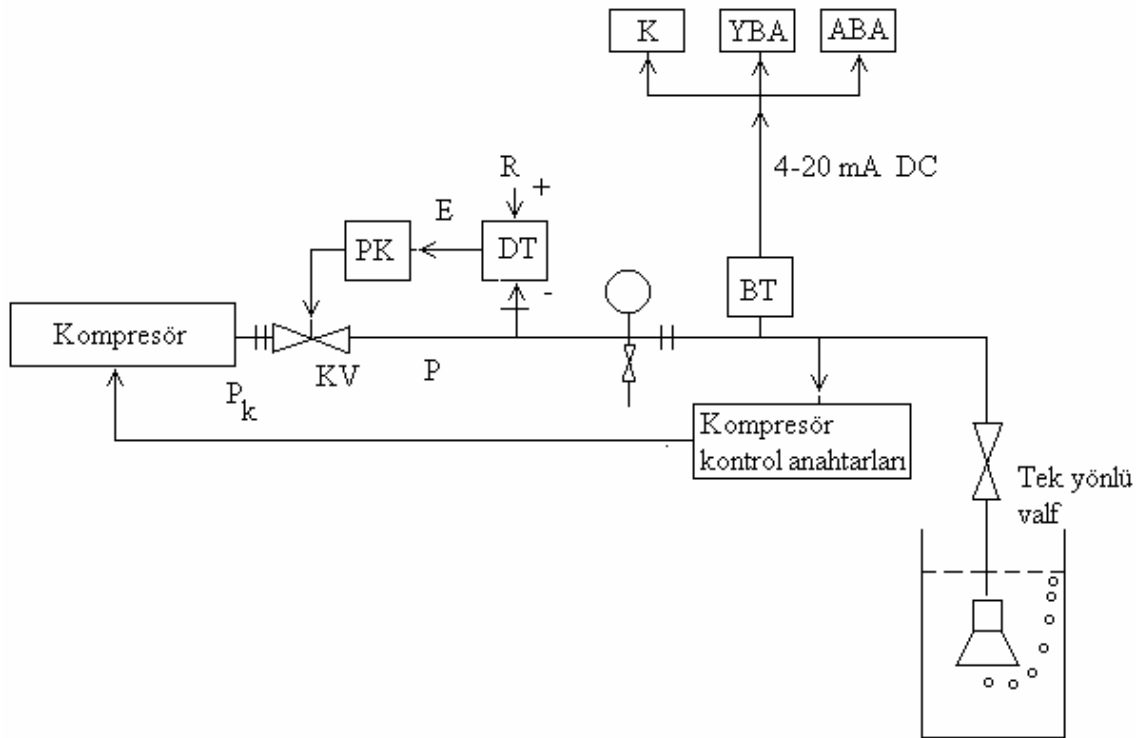 K
YBA
ABA
4-20 mA DC
R
+
E
PK
DT
-
BT
Kompresör
KV
P
P k
Kompresör
kontrol anahtarları
Tek yönlü
valf